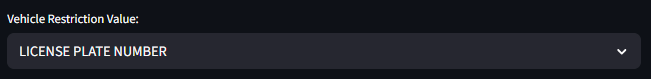 Vehicle Restriction Value:
LICENSE PLATE NUMBER